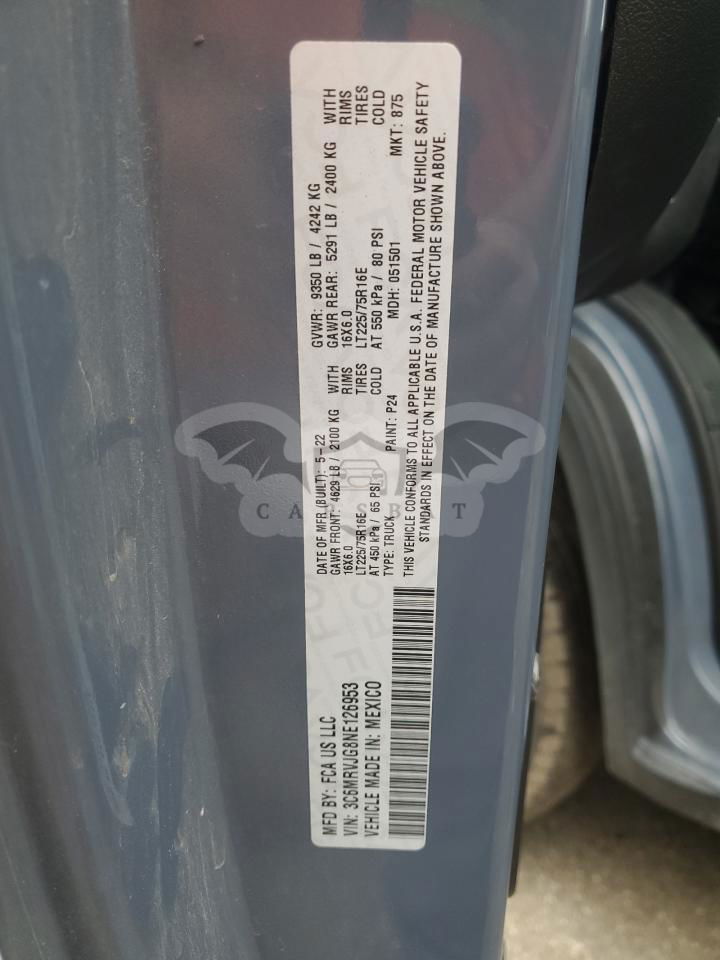 MFD BY: FCA US LLC
VIN: 3C6MRVJG8NE126953
VEHICLE MADE IN: MEXICO
DATE OF MFR.(BUILT): 5-22
GAWR FRONT: 4629 LB / 2100 KG WITH
16X6.0 RIMS
LT225/75R16E TIRES
AT 450 kPa / 65 PSI COLD
TYPE: TRUCK PAINT: P24
GVWR: 9350 LB / 4242 KG
GAWR REAR: 5291 LB / 2400 KG WITH
16X6.0 RIMS
LT225/75R16E TIRES
AT 550 kPa / 80 PSI COLD
MDH: 051501 MKT: 875
THIS VEHICLE CONFORMS TO ALL APPLICABLE U.S.A. FEDERAL MOTOR VEHICLE SAFETY
STANDARDS IN EFFECT ON THE DATE OF MANUFACTURE SHOWN ABOVE.
CARSBAT